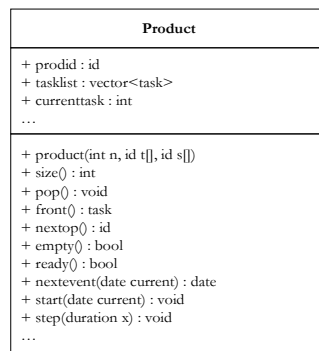 Product
+ prodid : id
+ tasklist : vector<task>
+ currenttask : int
…
+ product(int n, id t[], id s[])
+ size() : int
+ pop() : void
+ front() : task
+ nextop() : id
+ empty() : bool
+ ready() : bool
+ nextevent(date current) : date
+ start(date current) : void
+ step(duration x) : void
…